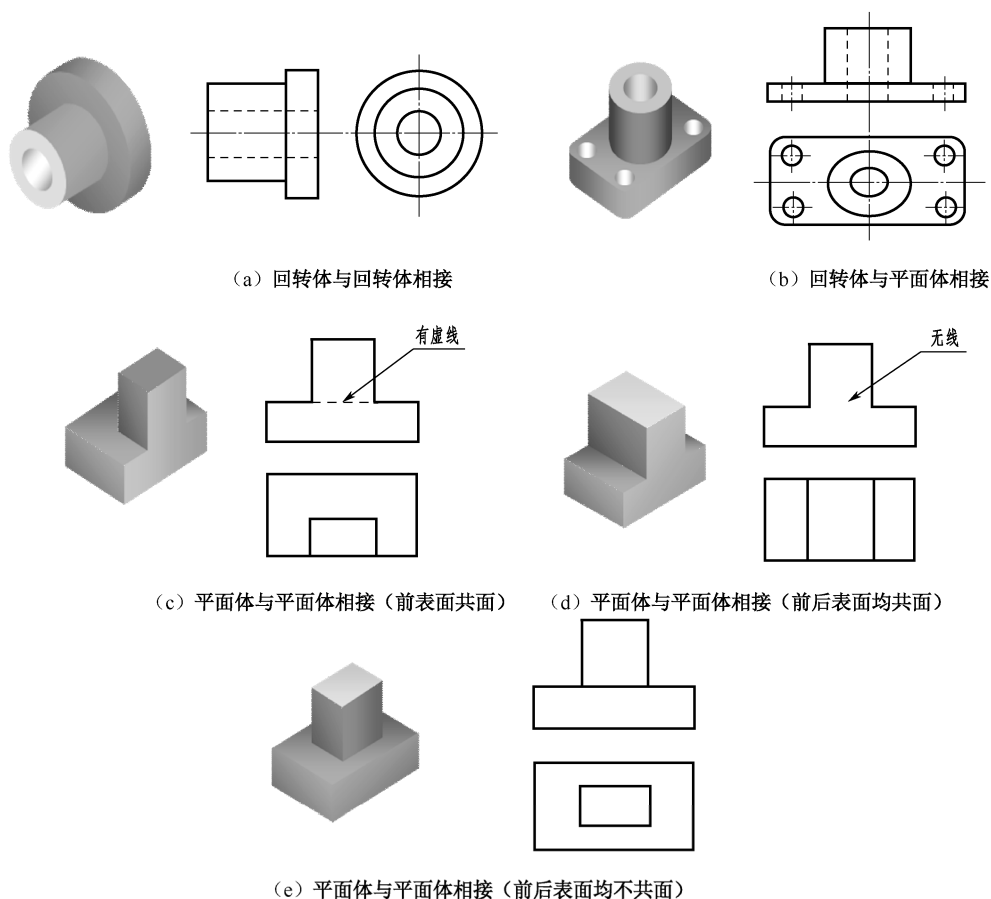 （a）回转体与回转体相接
（b）回转体与平面体相接
有虚线
无线
（c）平面体与平面体相接（前表面共面）
（d）平面体与平面体相接（前后表面均共面）
（e）平面体与平面体相接（前后表面均不共面）